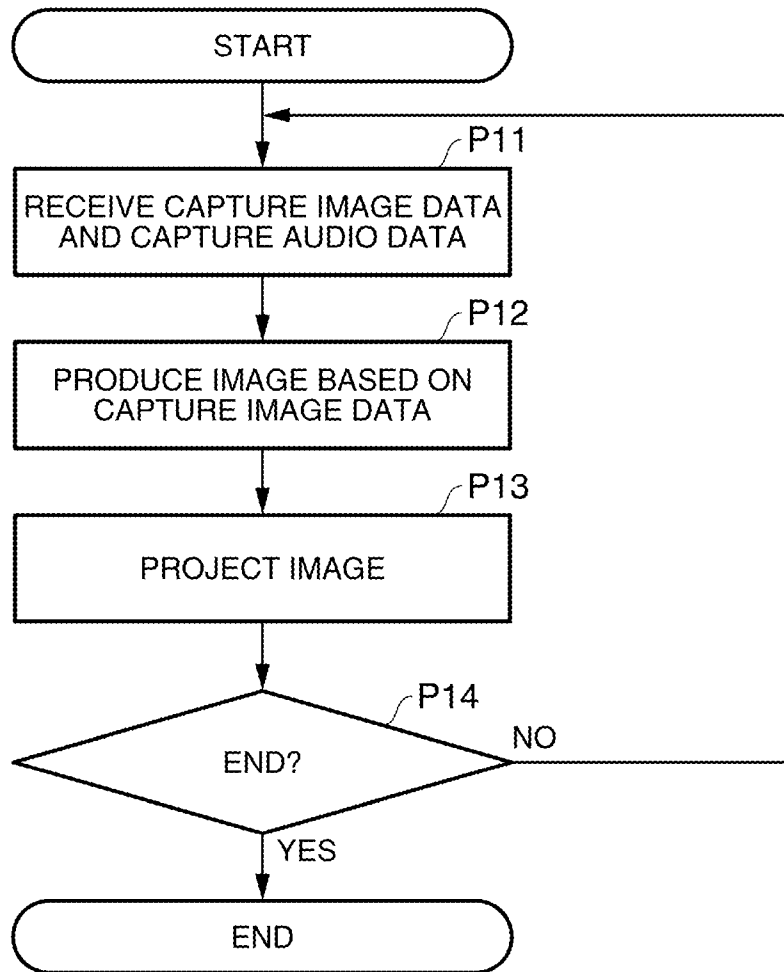 START
P11
RECEIVE CAPTURE IMAGE DATA
AND CAPTURE AUDIO DATA
P12
PRODUCE IMAGE BASED ON
CAPTURE IMAGE DATA
P13
PROJECT IMAGE
P14
END?
NO
YES
END